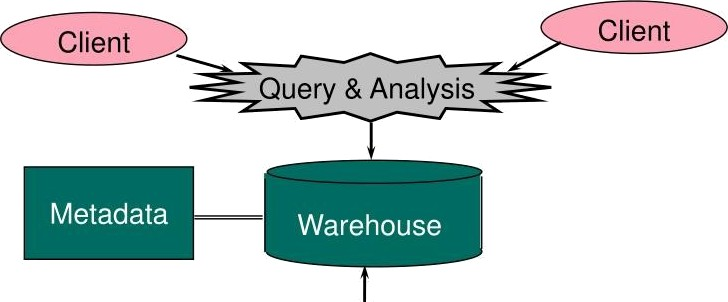 Client
Client
Query & Analysis
Metadata
Warehouse